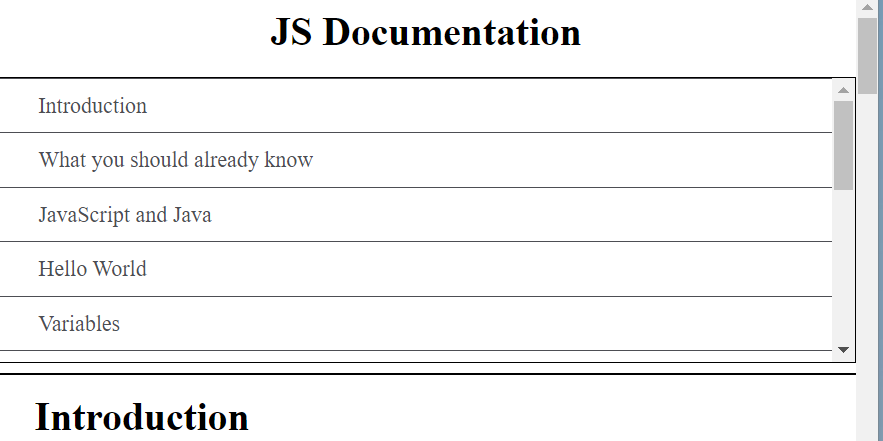 JS Documentation
Introduction
What you should already know
JavaScript and Java
Hello World
Variables
Introduction